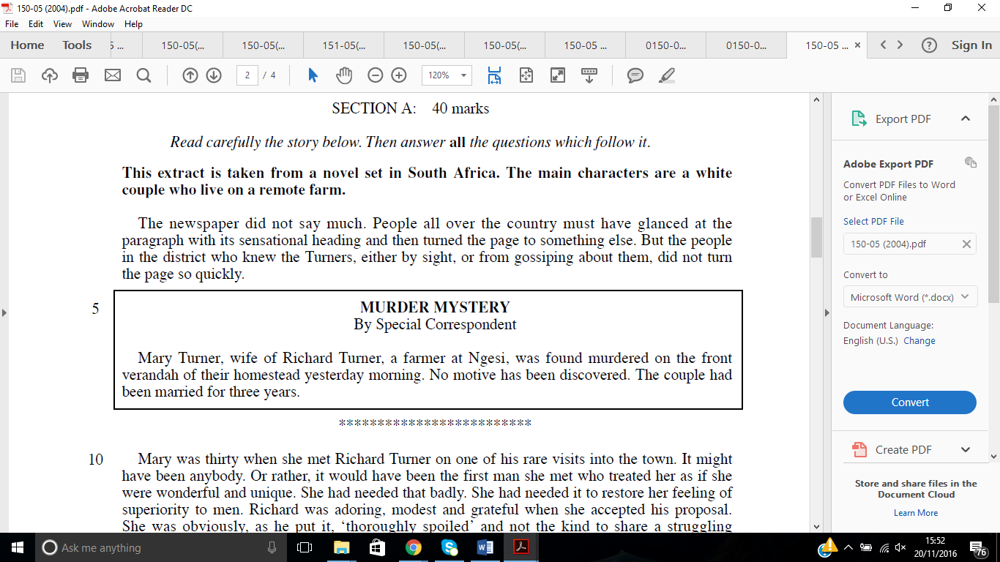 150-05 (2004).pdf - Adobe Acrobat Reader DC
File Edit View Window Help
Home Tools 5 ... 150-05(... 150-05(... 151-05(... 150-05(... 150-05(... 150-05 ... 0150-0... 0150-0... 150-05 ... × ? Sign In
2 / 4 120%
SECTION A: 40 marks
Read carefully the story below. Then answer all the questions which follow it.
This extract is taken from a novel set in South Africa. The main characters are a white
couple who live on a remote farm.
The newspaper did not say much. People all over the country must have glanced at the
paragraph with its sensational heading and then turned the page to something else. But the people
in the district who knew the Turners, either by sight, or from gossiping about them, did not turn
the page so quickly.
5 MURDER MYSTERY
By Special Correspondent
Mary Turner, wife of Richard Turner, a farmer at Ngesi, was found murdered on the front
verandah of their homestead yesterday morning. No motive has been discovered. The couple had
been married for three years.
*************************
10 Mary was thirty when she met Richard Turner on one of his rare visits into the town. It might
have been anybody. Or rather, it would have been the first man she met who treated her as if she
were wonderful and unique. She had needed that badly. She had needed it to restore her feeling of
superiority to men. Richard was adoring, modest and grateful when she accepted his proposal.
She was obviously, as he put it, ‘thoroughly spoiled’ and not the kind to share a struggling
Export PDF
Adobe Export PDF
Convert PDF Files to Word
or Excel Online
Select PDF File
150-05 (2004).pdf
Convert to
Microsoft Word (*.docx)
Document Language:
English (U.S.) Change
Convert
Create PDF
Store and share files in the
Document Cloud
Learn More
Ask me anything
15:52
20/11/2016
76